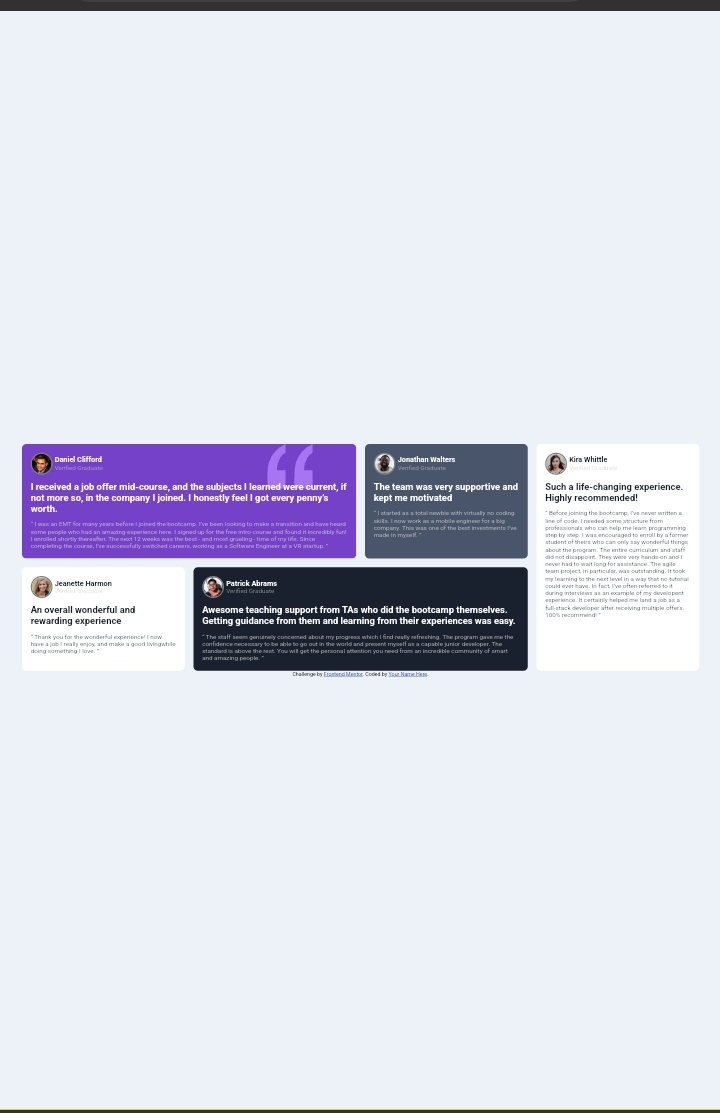 Daniel Clifford
Verified Graduate
I received a job offer mid-course, and the subjects I learned were current, if
not more so, in the company I joined. I honestly feel I got every penny's
worth.
" I was an EMT for many years before I joined the bootcamp. I've been looking to make a transition and have heard
some people who had an amazing experience here. I signed up for the free intro course and found it incredibly fun!
I enrolled shortly thereafter. The next 12 weeks was the best - and most grueling - time of my life. Since
completing the course, I've successfully switched careers, working as a Software Engineer at a VR startup. "
Jonathan Walters
Verified Graduate
The team was very supportive and
kept me motivated
" I started as a total newbie with virtually no coding
skills. I now work as a mobile engineer for a big
company. This was one of the best investments I've
made in myself. "
Kira Whittle
Verified Graduate
Such a life-changing experience.
Highly recommended!
" Before joining the bootcamp, I've never written a
line of code. I needed some structure from
professionals who can help me learn programming
step by step. I was encouraged to enroll by a former
student of theirs who can only say wonderful things
about the program. The entire curriculum and staff
did not disappoint. They were very hands-on and I
never had to wait long for assistance. The agile
team project, in particular, was outstanding. It took
my learning to the next level in a way that no tutorial
could ever have. In fact, I've often referred to it
during interviews as an example of my developent
experience. It certainly helped me land a job as a
full-stack developer after receiving multiple offers.
100% recommend! "
Jeanette Harmon
Verified Graduate
An overall wonderful and
rewarding experience
" Thank you for the wonderful experience! I now
have a job I really enjoy, and make a good livingwhile
doing something I love. "
Patrick Abrams
Verified Graduate
Awesome teaching support from TAs who did the bootcamp themselves.
Getting guidance from them and learning from their experiences was easy.
" The staff seem genuinely concerned about my progress which I find really refreshing. The program gave me the
confidence necessary to be able to go out in the world and present myself as a capable junior developer. The
standard is above the rest. You will get the personal attention you need from an incredible community of smart
and amazing people. "
Challenge by Frontend Mentor. Coded by Your Name Here.